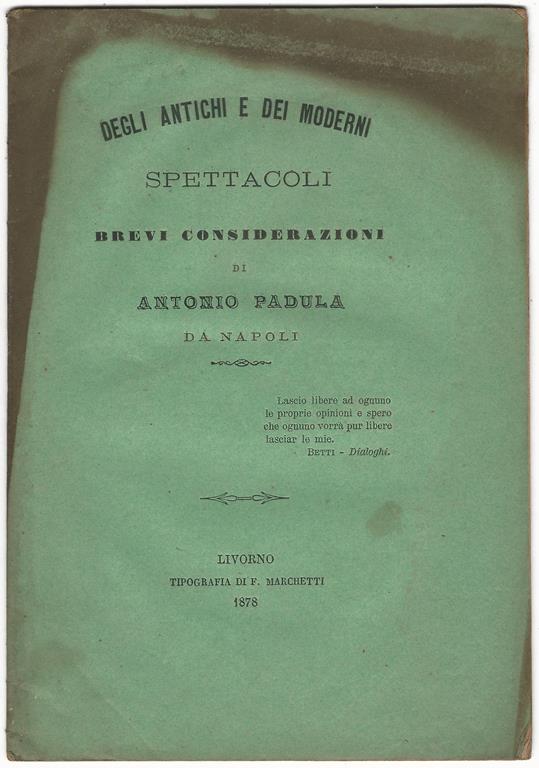 DEGLI ANTICHI E DEI MODERNI
SPETTACOLI
BREVI CONSIDERAZIONI
DI
ANTONIO PADULA
DA NAPOLI
Lascio libere ad ognuno
le proprie opinioni e spero
che ognuno vorrà pur libere
lasciar le mie.
BETTI - Dialoghi.
LIVORNO
TIPOGRAFIA DI F. MARCHETTI
1878